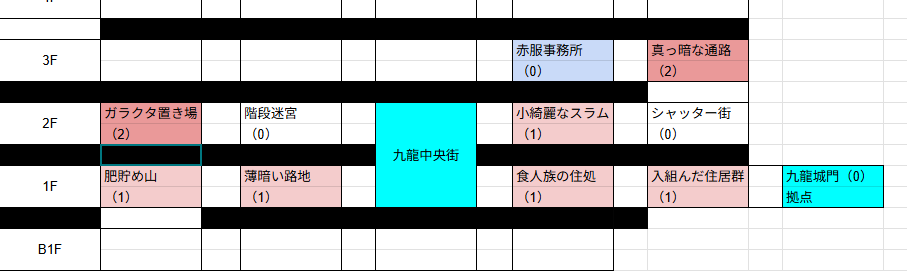 3F
赤服事務所
（0）
真っ暗な通路
（2）
2F
ガラクタ置き場
（2）
階段迷宮
（0）
九龍中央街
小綺麗なスラム
（1）
シャッター街
（0）
1F
肥貯め山
（1）
薄暗い路地
（1）
食人族の住処
（1）
入組んだ住居群
（1）
九龍城門（0）
拠点
B1F